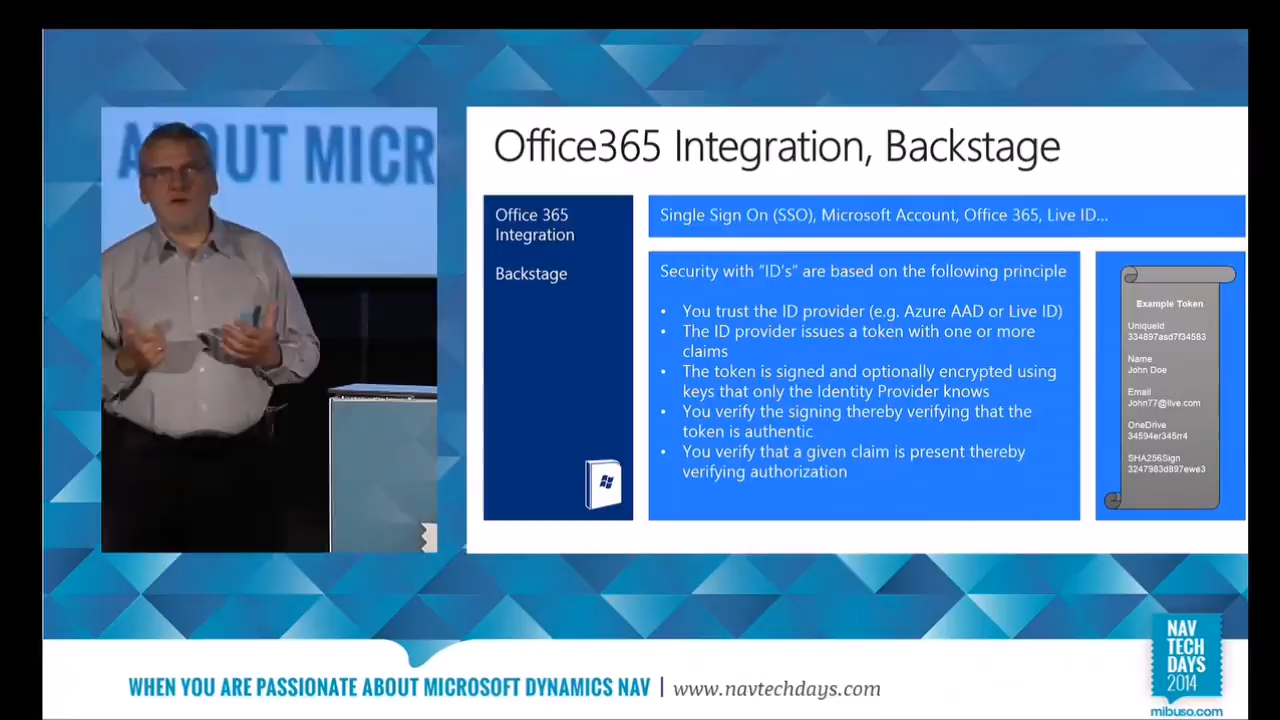 ABOUT MICR
Office365 Integration, Backstage
Office 365
Integration
Backstage
Single Sign On (SSO), Microsoft Account, Office 365, Live ID...
Security with "ID's" are based on the following principle
• You trust the ID provider (e.g. Azure AAD or Live ID)
• The ID provider issues a token with one or more
claims
• The token is signed and optionally encrypted using
keys that only the Identity Provider knows
• You verify the signing thereby verifying that the
token is authentic
• You verify that a given claim is present thereby
verifying authorization
Example Token
UniqueId
334897asd7f34583
Name
John Doe
Email
John77@live.com
OneDrive
34594er345rr4
SHA256Sign
3247983d897ewe3
WHEN YOU ARE PASSIONATE ABOUT MICROSOFT DYNAMICS NAV | www.navtechdays.com
NAV
TECH
DAYS
2014
mibuso.com